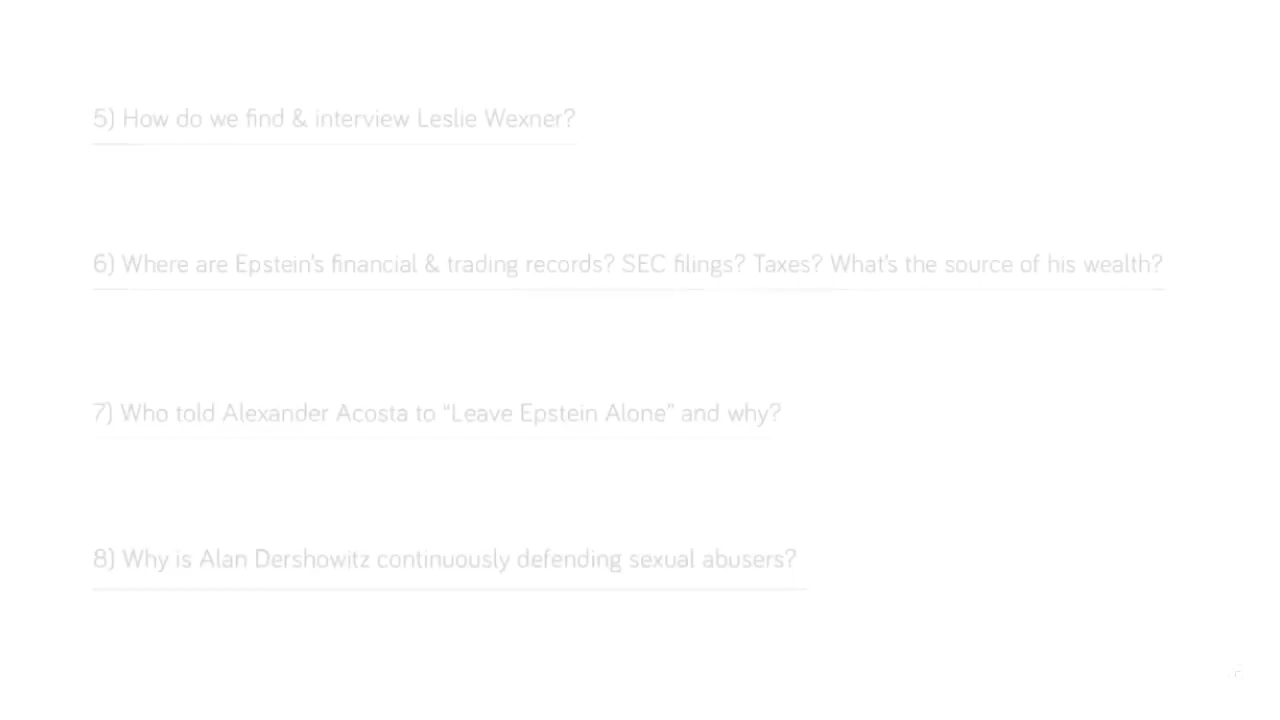 5) How do we find & interview Leslie Wexner?
6) Where are Epstein's financial & trading records? SEC filings? Taxes? What's the source of his wealth?
7) Who told Alexander Acosta to “Leave Epstein Alone” and why?
8) Why is Alan Dershowitz continuously defending sexual abusers?